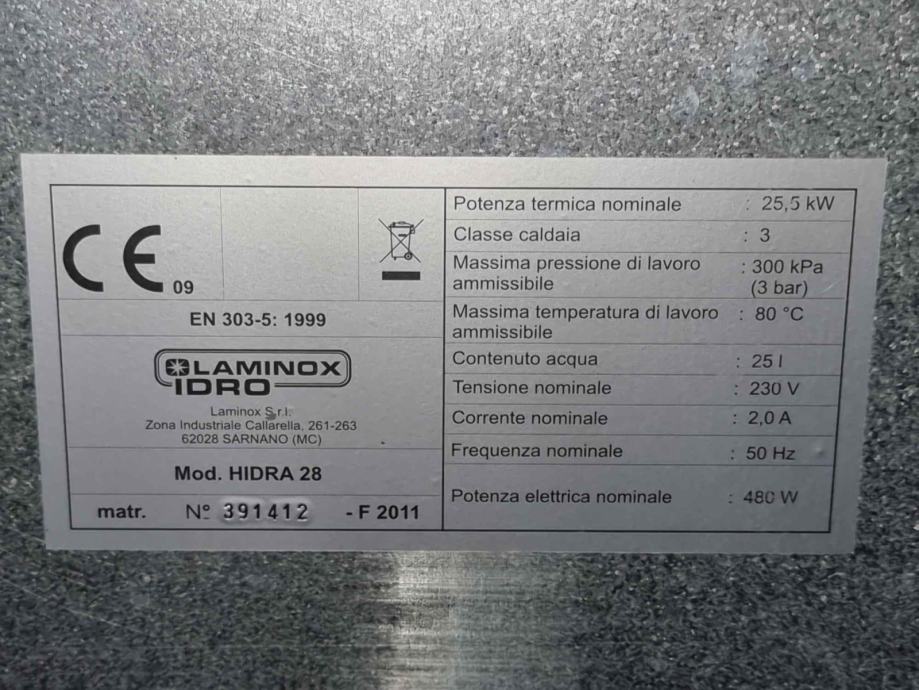 CE 09
EN 303-5: 1999
LAMINOX
IDRO
Laminox S.r.l.
Zona Industriale Callarella, 261-263
62028 SARNANO (MC)
Mod. HIDRA 28
matr. Nº 391412 - F 2011
Potenza termica nominale : 25,5 kW
Classe caldaia : 3
Massima pressione di lavoro : 300 kPa
ammissibile (3 bar)
Massima temperatura di lavoro : 80 °C
ammissibile
Contenuto acqua : 25 l
Tensione nominale : 230 V
Corrente nominale : 2,0 A
Frequenza nominale : 50 Hz
Potenza elettrica nominale : 480 W